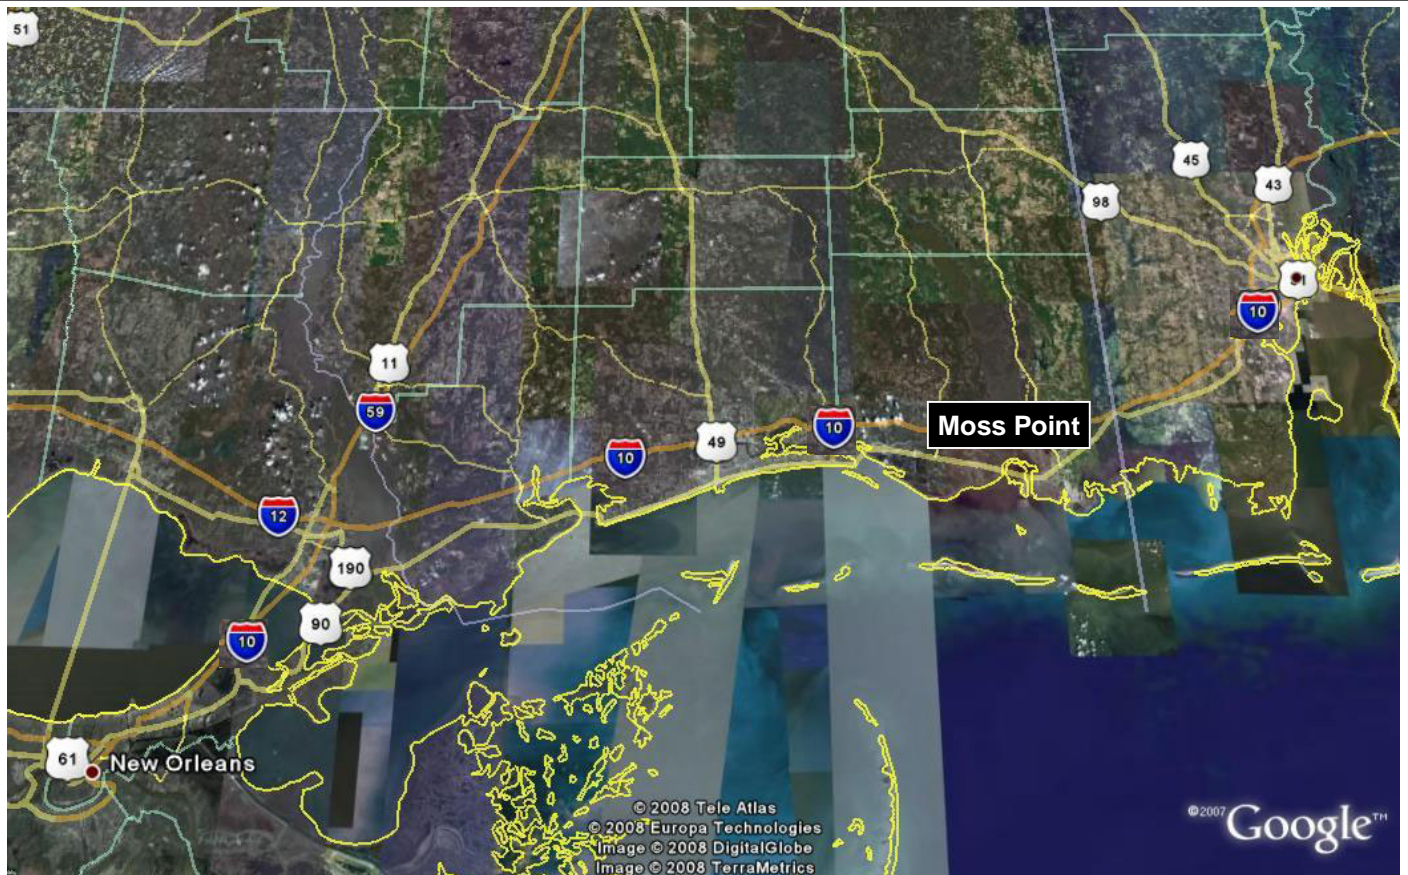 51
45
43
98
91
10
11
59
Moss Point
10
49
10
12
190
90
10
61
New Orleans
© 2008 Tele Atlas
© 2008 Europa Technologies
Image © 2008 DigitalGlobe
Image © 2008 TerraMetrics
©2007 Google™